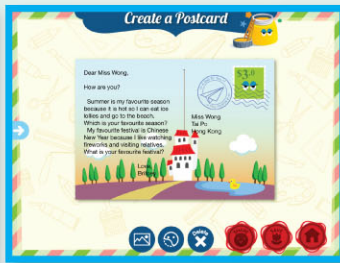 Create a Postcard
Dear Miss Wong,
How are you?
Summer is my favourite season
because it is hot so I can eat ice
lollies and go to the beach.
Which is your favourite season?
My favourite festival is Chinese
New Year because I like watching
fireworks and visiting relatives.
What is your favourite festival?
Love,
$3.0
Miss Wong
Tai Po
Hong Kong
Delete